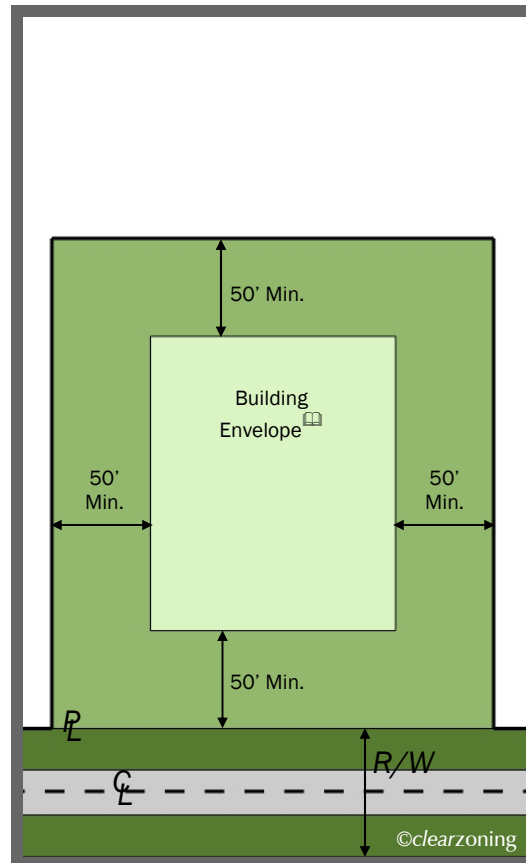 50’ Min.
Building
Envelope
50’
Min.
50’
Min.
50’ Min.
PL
R/W
CL
©clearzoning